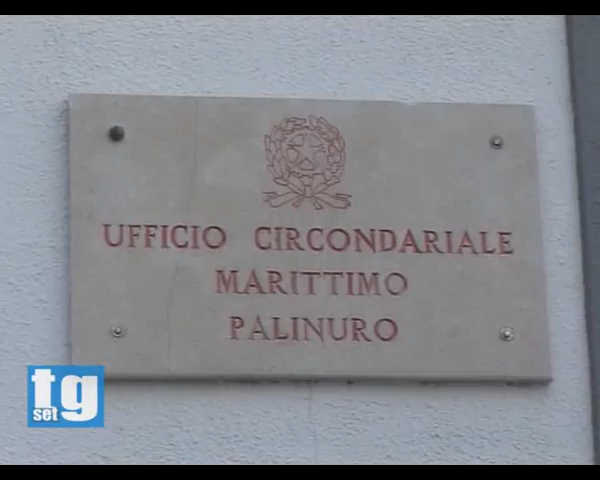 UFFICIO CIRCONDARIALE
MARITTIMO
PALINURO
tg
set